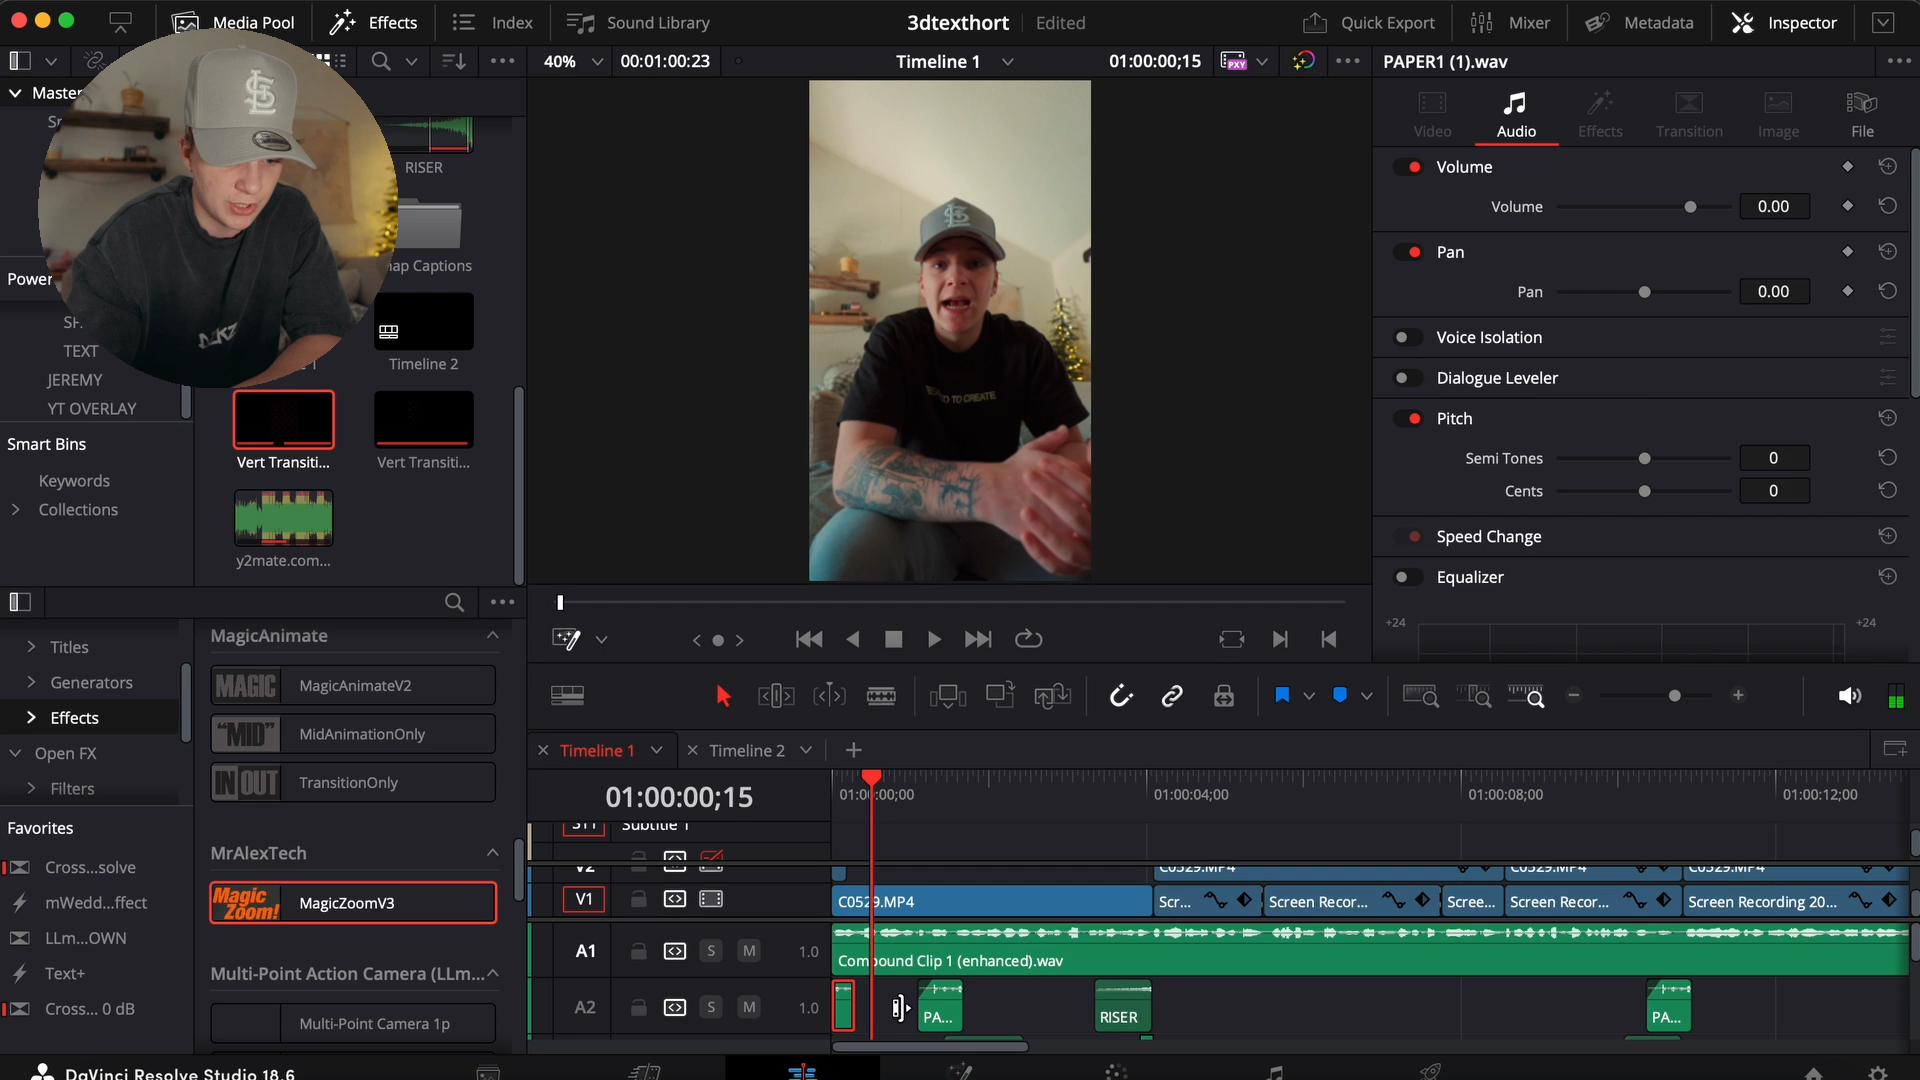 Media Pool
Effects
Index
Sound Library
3dtexthort
Edited
Quick Export
Mixer
Metadata
Inspector
40%
00:01:00:23
Timeline 1
01:00:00;15
PXY
PAPER1 (1).wav
Master
RISER
ap Captions
Power
TEXT
JEREMY
YT OVERLAY
Timeline 2
Smart Bins
Keywords
Collections
Vert Transiti...
Vert Transiti...
y2mate.com...
Video
Audio
Effects
Transition
Image
File
Volume
Volume
0.00
Pan
Pan
0.00
Voice Isolation
Dialogue Leveler
Pitch
Semi Tones
0
Cents
0
Speed Change
Equalizer
+24
+24
TO CREATE
Titles
Generators
Effects
Open FX
Filters
Favorites
Cross...solve
mWedd...ffect
LLm...OWN
Text+
Cross... 0 dB
MagicAnimate
MAGIC
MagicAnimateV2
"MID"
MidAnimationOnly
IN OUT
TransitionOnly
MrAlexTech
Magic Zoom!
MagicZoomV3
Multi-Point Action Camera (LLm...
Multi-Point Camera 1p
Timeline 1
Timeline 2
01:00:00;15
01:00:00;00
01:00:04;00
01:00:08;00
01:00:12;00
ST1
Subtitle 1
V2
C0529.MP4
C0529.MP4
C0529.MP4
V1
C0529.MP4
Scr...
Screen Recor...
Scree...
Screen Recor...
Screen Recording 20...
A1
S
M
1.0
Compound Clip 1 (enhanced).wav
A2
S
M
1.0
PA...
RISER
PA...
DaVinci Resolve Studio 18.6